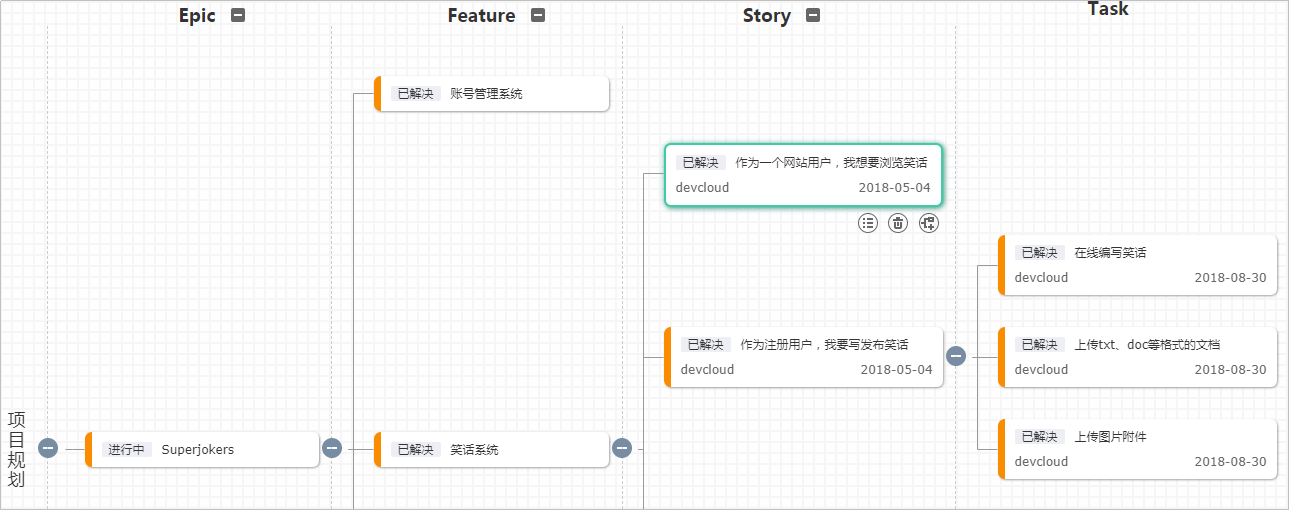 Epic Feature Story Task
已解决 账号管理系统
已解决 作为一个网站用户，我想要浏览笑话
devcloud 2018-05-04
已解决 在线编写笑话
devcloud 2018-08-30
已解决 作为注册用户，我要写发布笑话
devcloud 2018-05-04
已解决 上传txt、doc等格式的文档
devcloud 2018-08-30
项目规划
进行中 Superjokers
已解决 笑话系统
已解决 上传图片附件
devcloud 2018-08-30